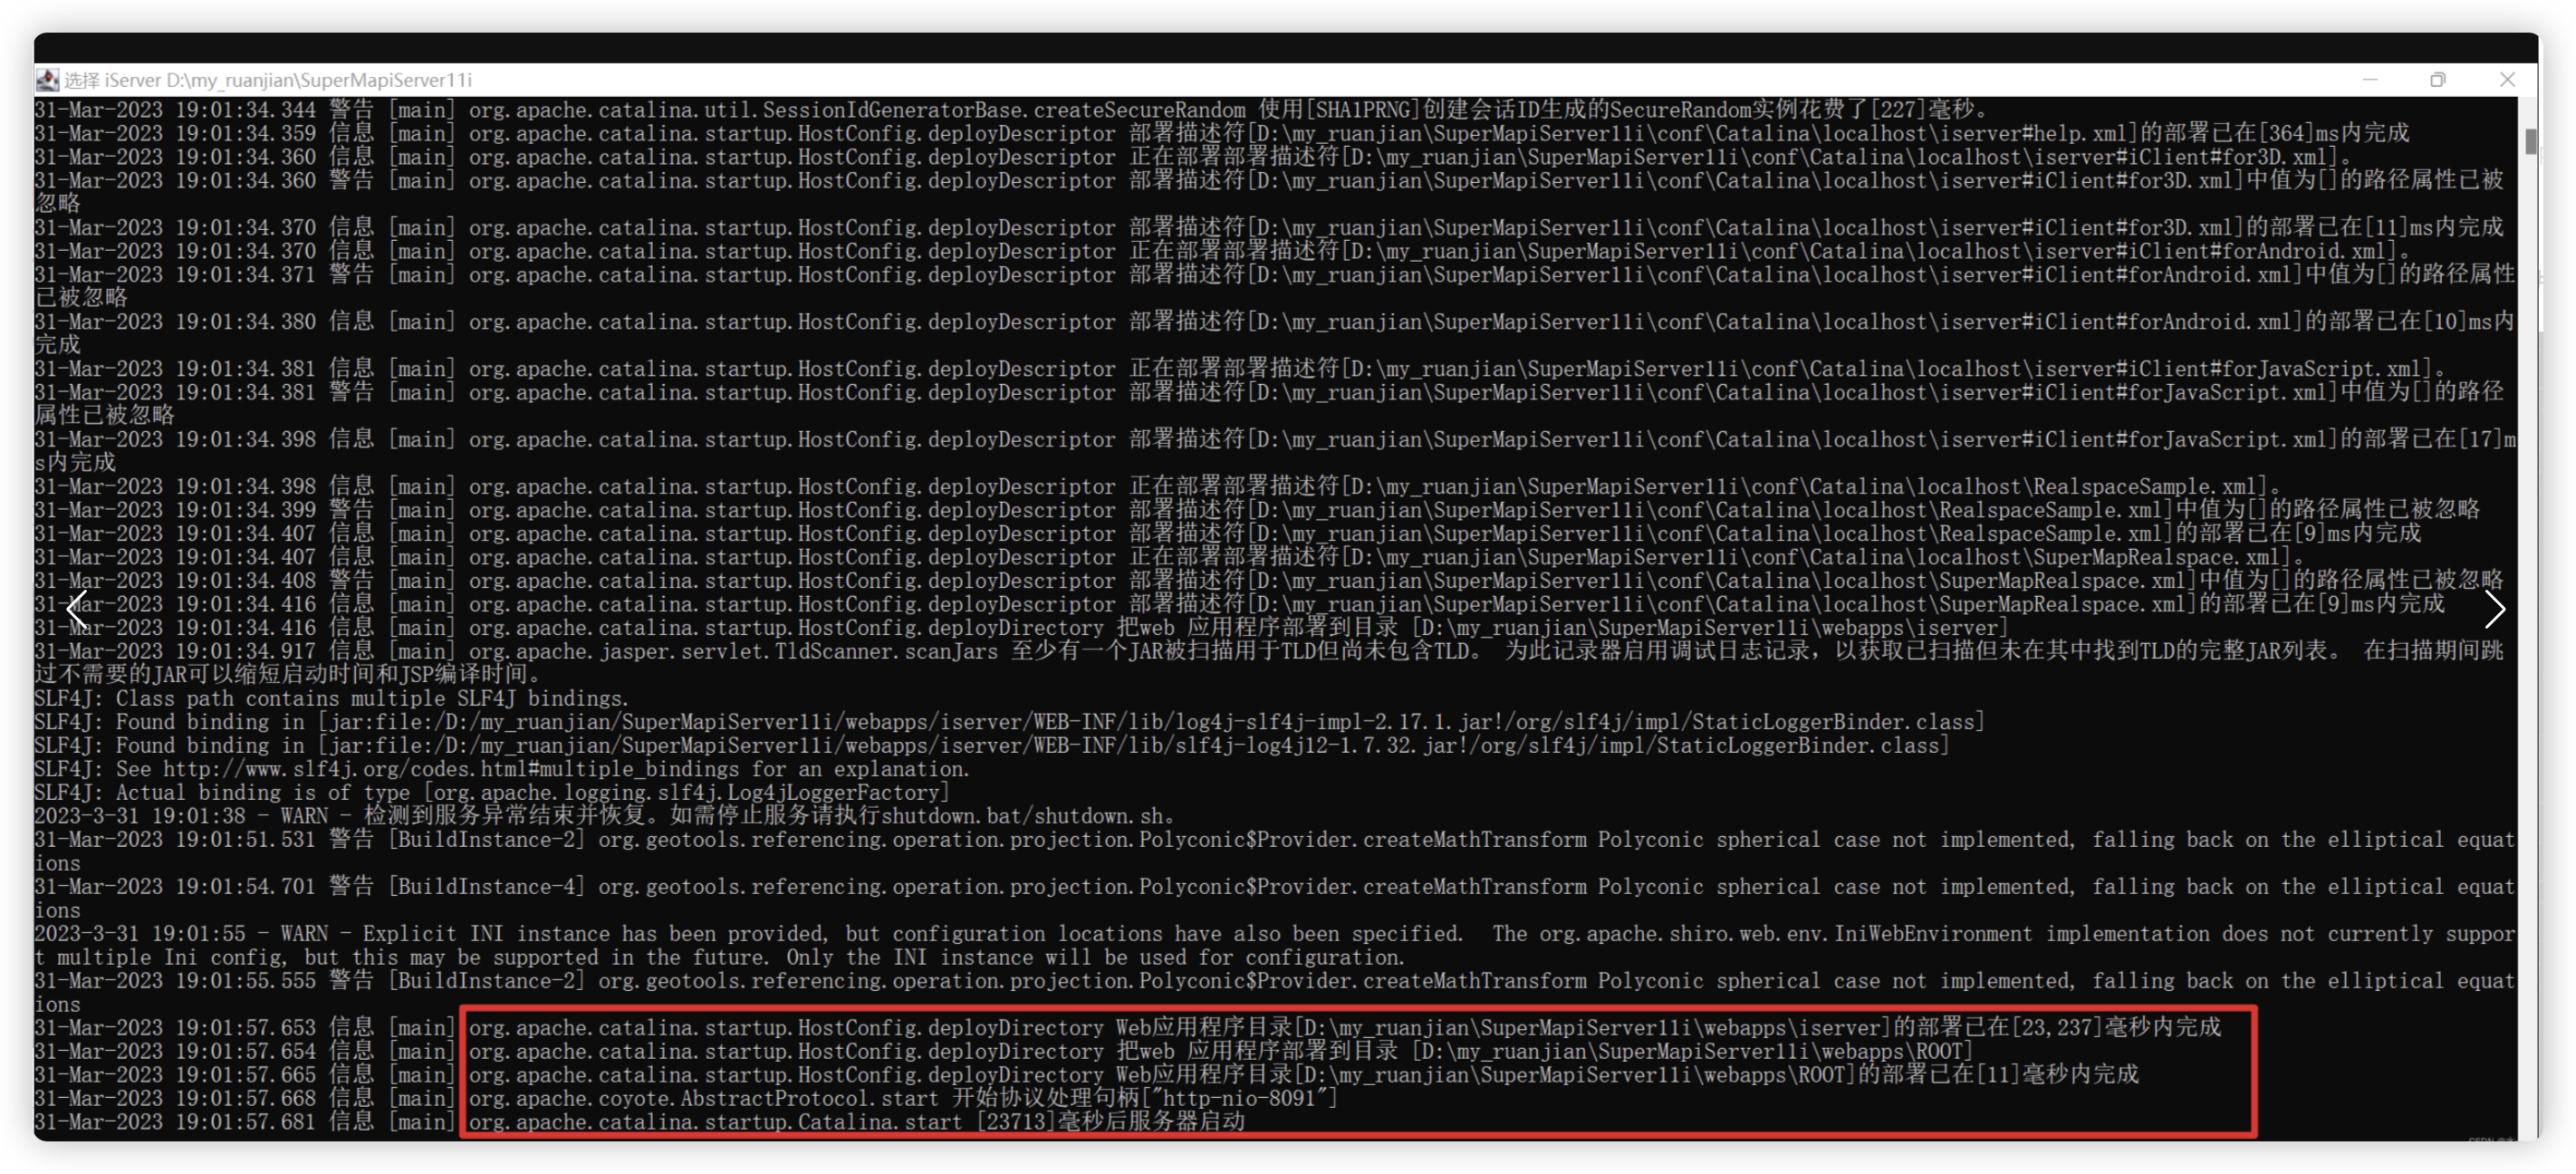 选择 iServer D:\my_ruanjian\SuperMapiServer11i
31-Mar-2023 19:01:34.344 警告 [main] org.apache.catalina.util.SessionIdGeneratorBase.createSecureRandom 使用[SHA1PRNG]创建会话ID生成的SecureRandom实例花费了[227]毫秒。
31-Mar-2023 19:01:34.359 信息 [main] org.apache.catalina.startup.HostConfig.deployDescriptor 部署描述符[D:\my_ruanjian\SuperMapiServer11i\conf\Catalina\localhost\iserver#help.xml]的部署已在[364]ms内完成
31-Mar-2023 19:01:34.360 信息 [main] org.apache.catalina.startup.HostConfig.deployDescriptor 正在部署部署描述符[D:\my_ruanjian\SuperMapiServer11i\conf\Catalina\localhost\iserver#iClient#for3D.xml]。
31-Mar-2023 19:01:34.360 警告 [main] org.apache.catalina.startup.HostConfig.deployDescriptor 部署描述符[D:\my_ruanjian\SuperMapiServer11i\conf\Catalina\localhost\iserver#iClient#for3D.xml]中值为[]的路径属性已被
忽略
31-Mar-2023 19:01:34.370 信息 [main] org.apache.catalina.startup.HostConfig.deployDescriptor 部署描述符[D:\my_ruanjian\SuperMapiServer11i\conf\Catalina\localhost\iserver#iClient#for3D.xml]的部署已在[11]ms内完成
31-Mar-2023 19:01:34.370 信息 [main] org.apache.catalina.startup.HostConfig.deployDescriptor 正在部署部署描述符[D:\my_ruanjian\SuperMapiServer11i\conf\Catalina\localhost\iserver#iClient#forAndroid.xml]。
31-Mar-2023 19:01:34.371 警告 [main] org.apache.catalina.startup.HostConfig.deployDescriptor 部署描述符[D:\my_ruanjian\SuperMapiServer11i\conf\Catalina\localhost\iserver#iClient#forAndroid.xml]中值为[]的路径属性
已被忽略
31-Mar-2023 19:01:34.380 信息 [main] org.apache.catalina.startup.HostConfig.deployDescriptor 部署描述符[D:\my_ruanjian\SuperMapiServer11i\conf\Catalina\localhost\iserver#iClient#forAndroid.xml]的部署已在[10]ms内
完成
31-Mar-2023 19:01:34.381 信息 [main] org.apache.catalina.startup.HostConfig.deployDescriptor 正在部署部署描述符[D:\my_ruanjian\SuperMapiServer11i\conf\Catalina\localhost\iserver#iClient#forJavaScript.xml]。
31-Mar-2023 19:01:34.381 警告 [main] org.apache.catalina.startup.HostConfig.deployDescriptor 部署描述符[D:\my_ruanjian\SuperMapiServer11i\conf\Catalina\localhost\iserver#iClient#forJavaScript.xml]中值为[]的路径
属性已被忽略
31-Mar-2023 19:01:34.398 信息 [main] org.apache.catalina.startup.HostConfig.deployDescriptor 部署描述符[D:\my_ruanjian\SuperMapiServer11i\conf\Catalina\localhost\iserver#iClient#forJavaScript.xml]的部署已在[17]m
s内完成
31-Mar-2023 19:01:34.398 信息 [main] org.apache.catalina.startup.HostConfig.deployDescriptor 正在部署部署描述符[D:\my_ruanjian\SuperMapiServer11i\conf\Catalina\localhost\RealspaceSample.xml]。
31-Mar-2023 19:01:34.399 警告 [main] org.apache.catalina.startup.HostConfig.deployDescriptor 部署描述符[D:\my_ruanjian\SuperMapiServer11i\conf\Catalina\localhost\RealspaceSample.xml]中值为[]的路径属性已被忽略
31-Mar-2023 19:01:34.407 信息 [main] org.apache.catalina.startup.HostConfig.deployDescriptor 部署描述符[D:\my_ruanjian\SuperMapiServer11i\conf\Catalina\localhost\RealspaceSample.xml]的部署已在[9]ms内完成
31-Mar-2023 19:01:34.407 信息 [main] org.apache.catalina.startup.HostConfig.deployDescriptor 正在部署部署描述符[D:\my_ruanjian\SuperMapiServer11i\conf\Catalina\localhost\SuperMapRealspace.xml]。
31-Mar-2023 19:01:34.408 警告 [main] org.apache.catalina.startup.HostConfig.deployDescriptor 部署描述符[D:\my_ruanjian\SuperMapiServer11i\conf\Catalina\localhost\SuperMapRealspace.xml]中值为[]的路径属性已被忽略
31-Mar-2023 19:01:34.416 信息 [main] org.apache.catalina.startup.HostConfig.deployDescriptor 部署描述符[D:\my_ruanjian\SuperMapiServer11i\conf\Catalina\localhost\SuperMapRealspace.xml]的部署已在[9]ms内完成
31-Mar-2023 19:01:34.416 信息 [main] org.apache.catalina.startup.HostConfig.deployDirectory 把web 应用程序部署到目录 [D:\my_ruanjian\SuperMapiServer11i\webapps\iserver]
31-Mar-2023 19:01:34.917 信息 [main] org.apache.jasper.servlet.TldScanner.scanJars 至少有一个JAR被扫描用于TLD但尚未包含TLD。 为此记录器启用调试日志记录，以获取已扫描但未在其中找到TLD的完整JAR列表。 在扫描期间跳
过不需要的JAR可以缩短启动时间和JSP编译时间。
SLF4J: Class path contains multiple SLF4J bindings.
SLF4J: Found binding in [jar:file:/D:/my_ruanjian/SuperMapiServer11i/webapps/iserver/WEB-INF/lib/log4j-slf4j-impl-2.17.1.jar!/org/slf4j/impl/StaticLoggerBinder.class]
SLF4J: Found binding in [jar:file:/D:/my_ruanjian/SuperMapiServer11i/webapps/iserver/WEB-INF/lib/slf4j-log4j12-1.7.32.jar!/org/slf4j/impl/StaticLoggerBinder.class]
SLF4J: See http://www.slf4j.org/codes.html#multiple_bindings for an explanation.
SLF4J: Actual binding is of type [org.apache.logging.slf4j.Log4jLoggerFactory]
2023-3-31 19:01:38 - WARN - 检测到服务异常结束并恢复。如需停止服务请执行shutdown.bat/shutdown.sh。
31-Mar-2023 19:01:51.531 警告 [BuildInstance-2] org.geotools.referencing.operation.projection.Polyconic$Provider.createMathTransform Polyconic spherical case not implemented, falling back on the elliptical equat
ions
31-Mar-2023 19:01:54.701 警告 [BuildInstance-4] org.geotools.referencing.operation.projection.Polyconic$Provider.createMathTransform Polyconic spherical case not implemented, falling back on the elliptical equat
ions
2023-3-31 19:01:55 - WARN - Explicit INI instance has been provided, but configuration locations have also been specified.  The org.apache.shiro.web.env.IniWebEnvironment implementation does not currently suppor
t multiple Ini config, but this may be supported in the future. Only the INI instance will be used for configuration.
31-Mar-2023 19:01:55.555 警告 [BuildInstance-2] org.geotools.referencing.operation.projection.Polyconic$Provider.createMathTransform Polyconic spherical case not implemented, falling back on the elliptical equat
ions
31-Mar-2023 19:01:57.653 信息 [main] org.apache.catalina.startup.HostConfig.deployDirectory Web应用程序目录[D:\my_ruanjian\SuperMapiServer11i\webapps\iserver]的部署已在[23,237]毫秒内完成
31-Mar-2023 19:01:57.654 信息 [main] org.apache.catalina.startup.HostConfig.deployDirectory 把web 应用程序部署到目录 [D:\my_ruanjian\SuperMapiServer11i\webapps\ROOT]
31-Mar-2023 19:01:57.665 信息 [main] org.apache.catalina.startup.HostConfig.deployDirectory Web应用程序目录[D:\my_ruanjian\SuperMapiServer11i\webapps\ROOT]的部署已在[11]毫秒内完成
31-Mar-2023 19:01:57.668 信息 [main] org.apache.coyote.AbstractProtocol.start 开始协议处理句柄["http-nio-8091"]
31-Mar-2023 19:01:57.681 信息 [main] org.apache.catalina.startup.Catalina.start [23713]毫秒后服务器启动